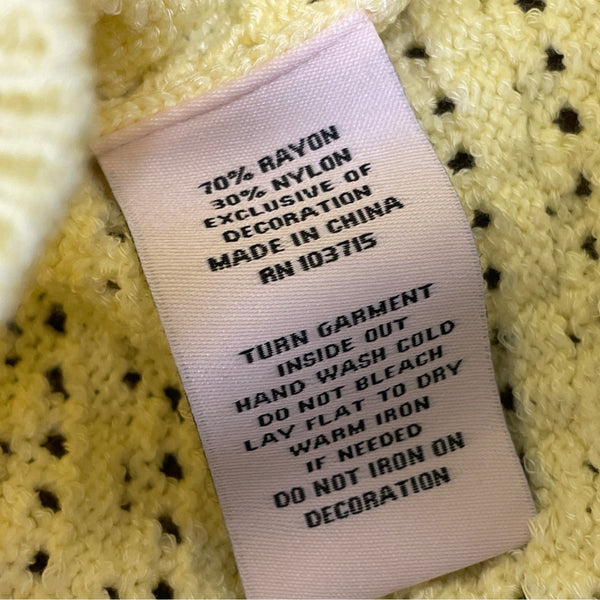 70% RAYON
30% NYLON
EXCLUSIVE OF
DECORATION
MADE IN CHINA
RN 103715
TURN GARMENT
INSIDE OUT
HAND WASH COLD
DO NOT BLEACH
LAY FLAT TO DRY
WARM IRON
IF NEEDED
DO NOT IRON ON
DECORATION